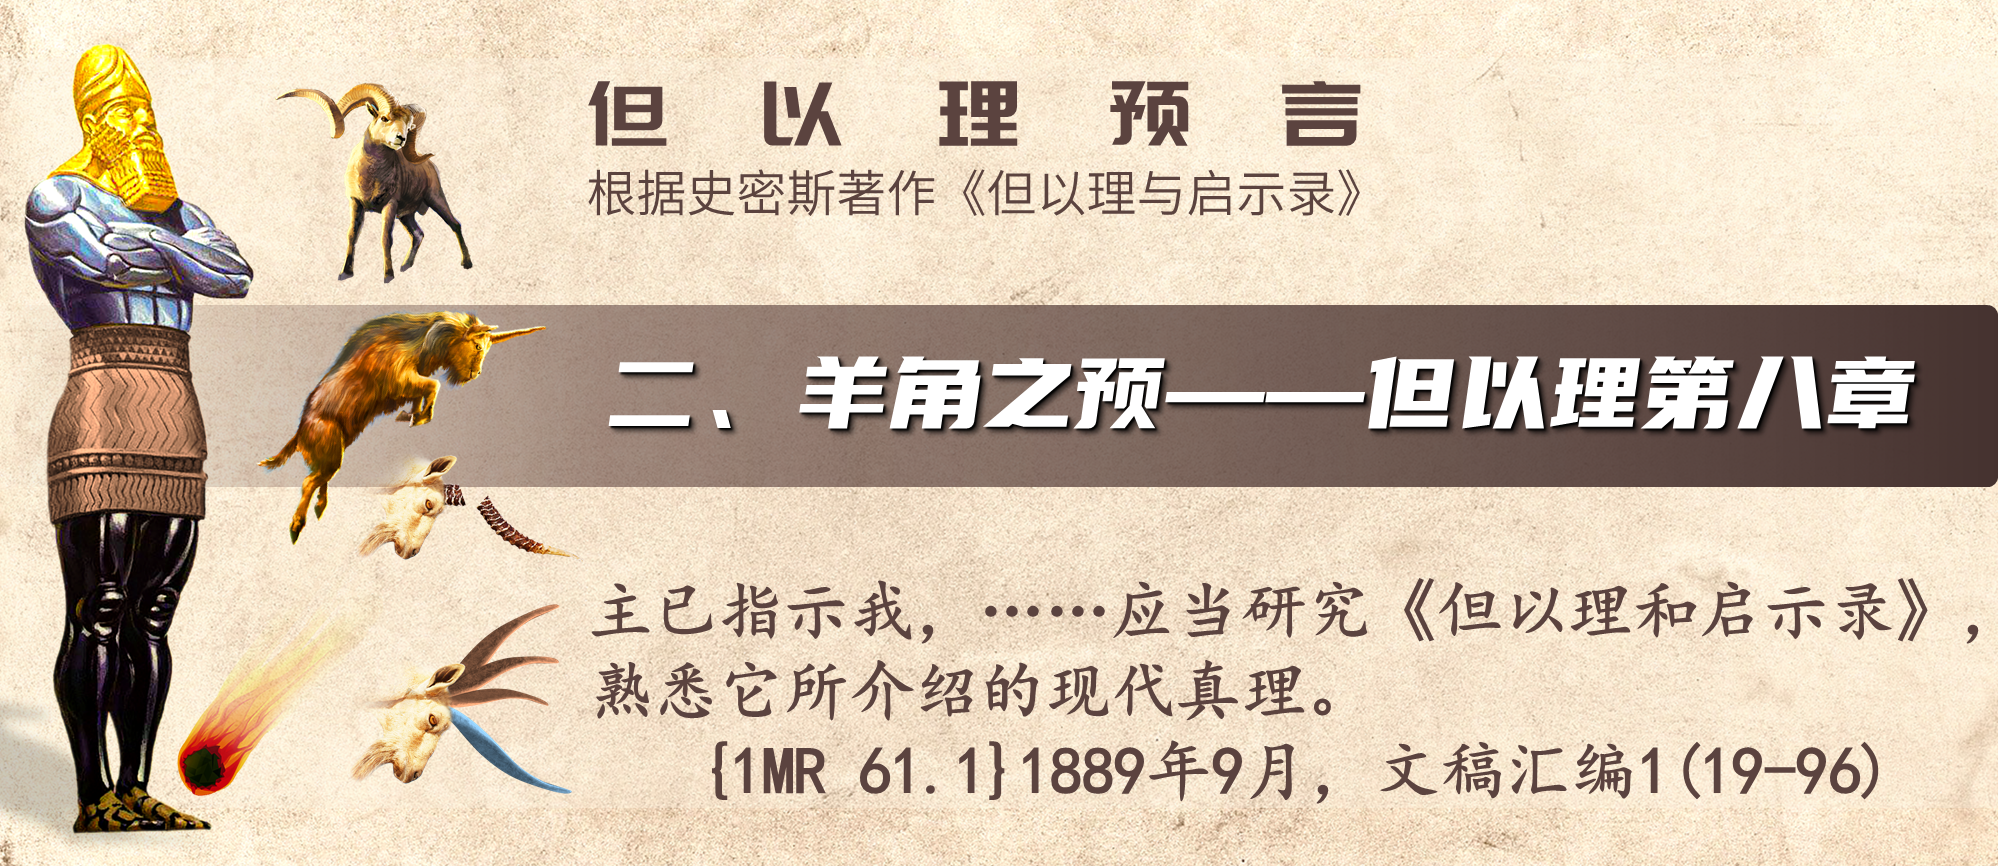 但以理预言
根据史密斯著作《但以理与启示录》
二、羊角之预——但以理第八章
主已指示我，……应当研究《但以理和启示录》，
熟悉它所介绍的现代真理。
{1MR 61.1}1889年9月，文稿汇编1(19-96)